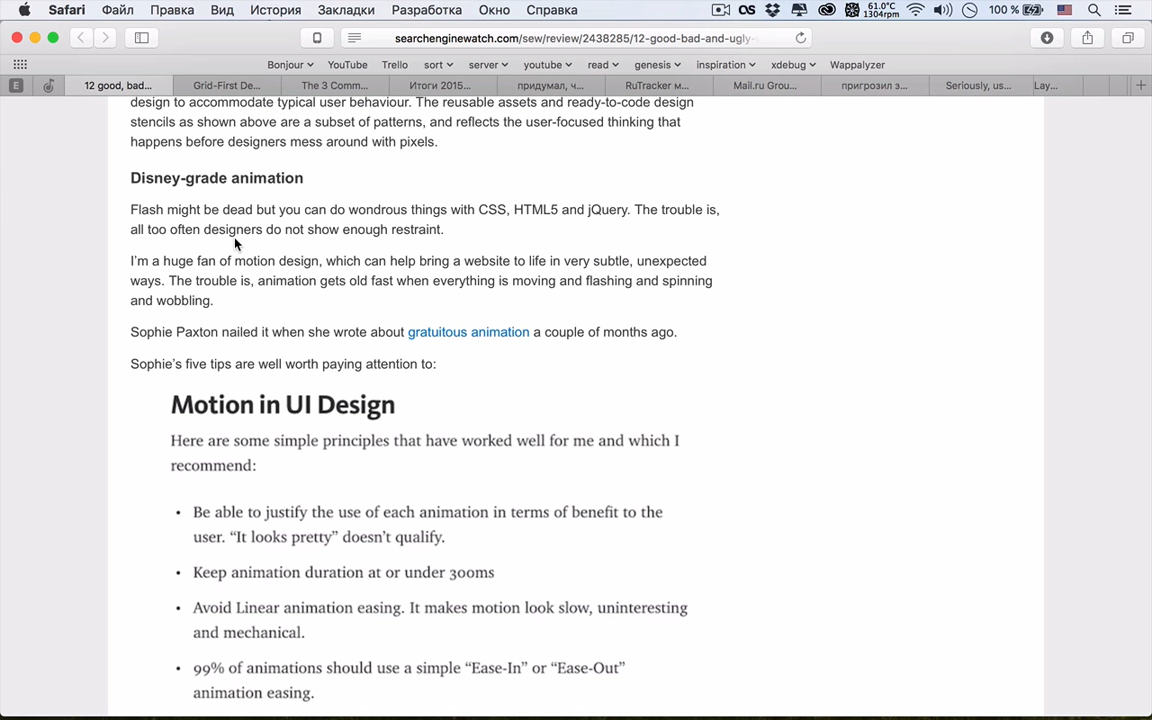 Safari Файл Правка Вид История Закладки Разработка Окно Справка 61.0°C 1304rpm 100 %
searchenginewatch.com/sew/review/2438285/12-good-bad-and-ugly-
Bonjour YouTube Trello sort server youtube read genesis inspiration xdebug Wappalyzer
E 12 good, bad... Grid-First De... The 3 Comm... Итоги 2015... придумал, ч... RuTracker м... Mail.ru Grou... пригрозил з... Seriously, us... Lay...
design to accommodate typical user behaviour. The reusable assets and ready-to-code design
stencils as shown above are a subset of patterns, and reflects the user-focused thinking that
happens before designers mess around with pixels.
Disney-grade animation
Flash might be dead but you can do wondrous things with CSS, HTML5 and jQuery. The trouble is,
all too often designers do not show enough restraint.
I’m a huge fan of motion design, which can help bring a website to life in very subtle, unexpected
ways. The trouble is, animation gets old fast when everything is moving and flashing and spinning
and wobbling.
Sophie Paxton nailed it when she wrote about gratuitous animation a couple of months ago.
Sophie’s five tips are well worth paying attention to:
Motion in UI Design
Here are some simple principles that have worked well for me and which I
recommend:
• Be able to justify the use of each animation in terms of benefit to the
user. “It looks pretty” doesn’t qualify.
• Keep animation duration at or under 300ms
• Avoid Linear animation easing. It makes motion look slow, uninteresting
and mechanical.
• 99% of animations should use a simple “Ease-In” or “Ease-Out”
animation easing.